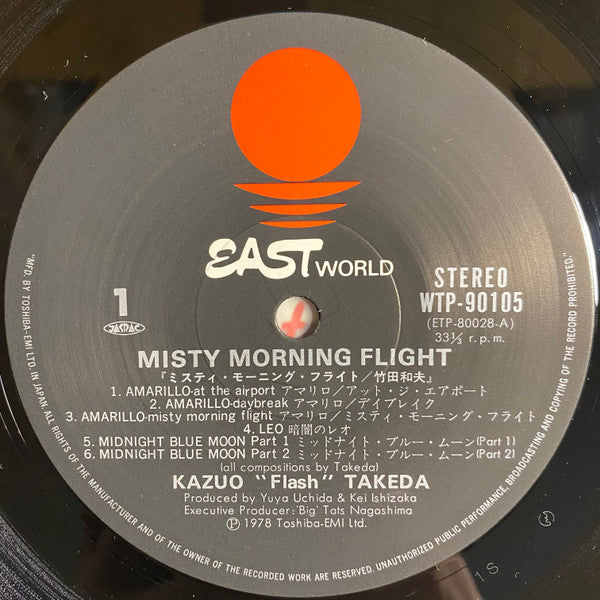 EAST WORLD
1
JASRAC
STEREO
WTP-90105
(ETP-80028-A)
33⅓ r.p.m.
MISTY MORNING FLIGHT
『ミスティ・モーニング・フライト／竹田和夫』
1. AMARILLO-at the airport アマリロ／アット・ジ・エアポート
2. AMARILLO-daybreak アマリロ／デイブレイク
3. AMARILLO-misty morning flight アマリロ／ミスティ・モーニング・フライト
4. LEO 暗闇のレオ
5. MIDNIGHT BLUE MOON Part 1 ミッドナイト・ブルー・ムーン(Part 1)
6. MIDNIGHT BLUE MOON Part 2 ミッドナイト・ブルー・ムーン(Part 2)
(all compositions by Takeda)
KAZUO "Flash" TAKEDA
Produced by Yuya Uchida & Kei Ishizaka
Executive Producer: 'Big' Tats Nagashima
Ⓟ 1978 Toshiba-EMI Ltd.
"MFD. BY TOSHIBA-EMI LTD. IN JAPAN ALL RIGHTS OF THE MANUFACTURER AND OF THE OWNER OF THE RECORDED WORK ARE RESERVED. UNAUTHORIZED PUBLIC PERFORMANCE, BROADCASTING AND COPYING OF THIS RECORD PROHIBITED."